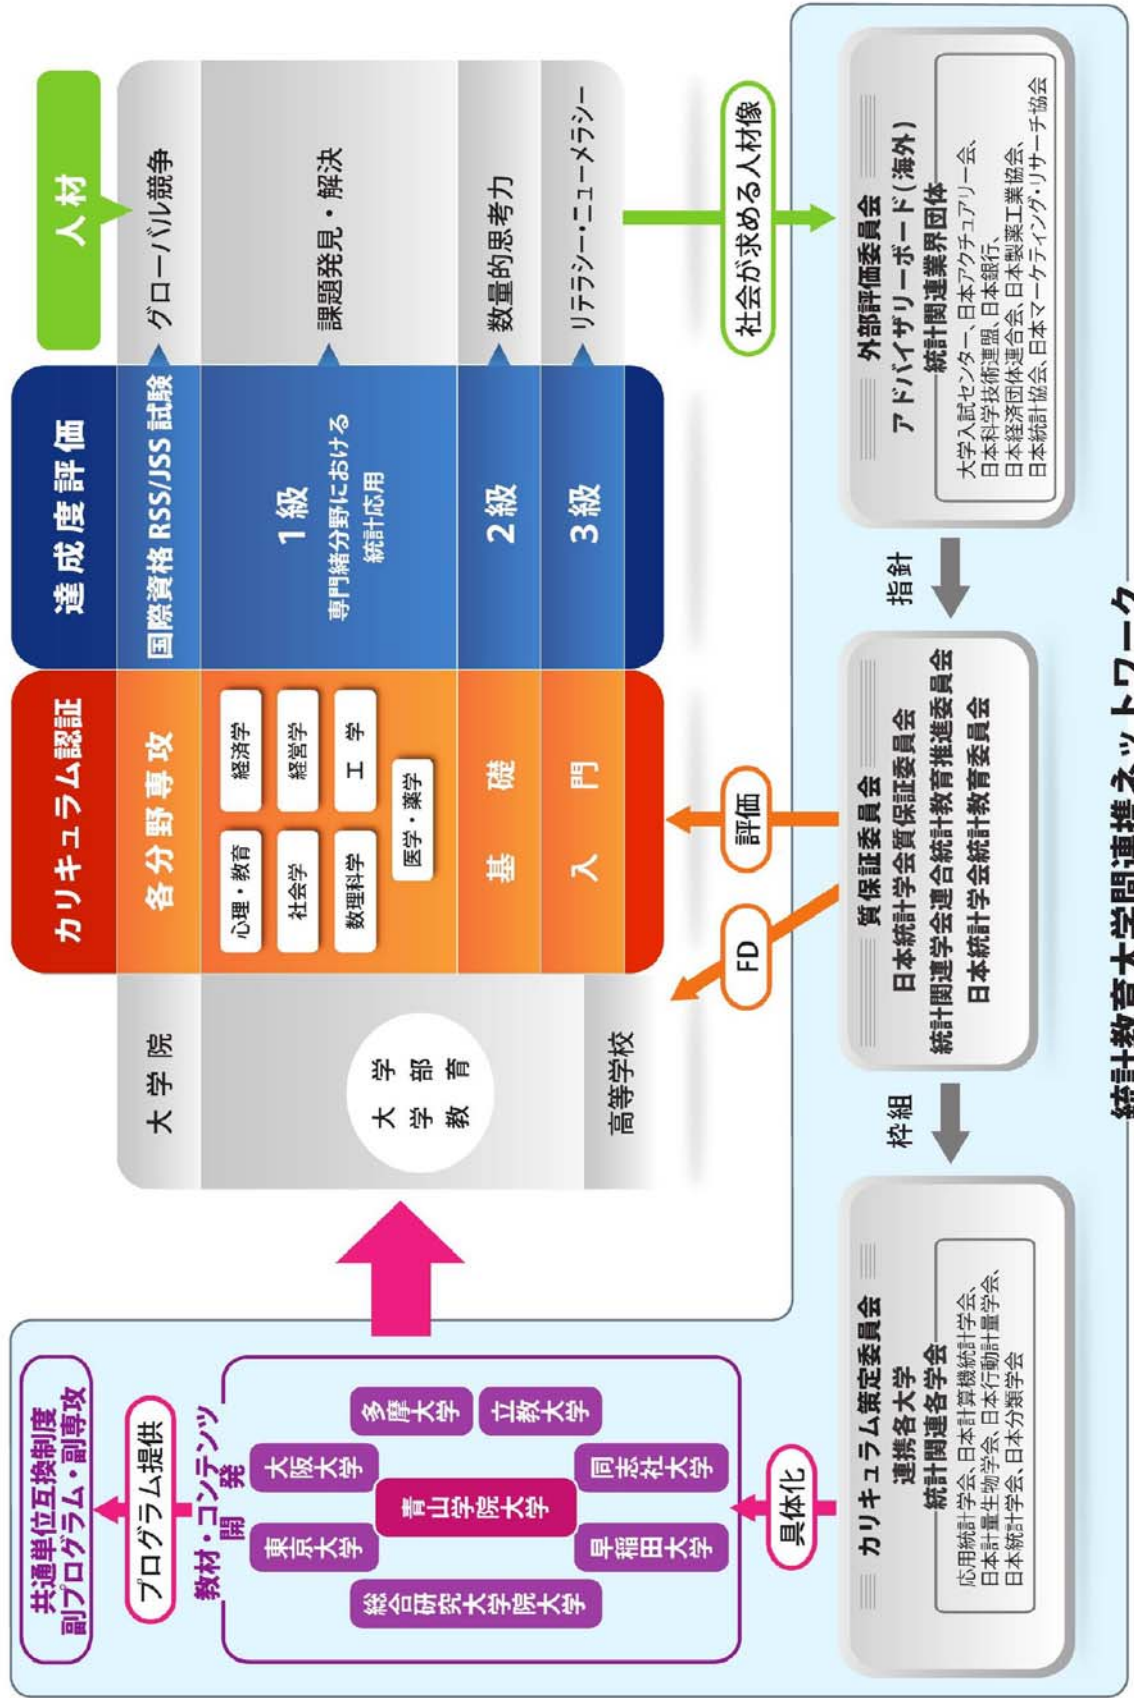 共通単位互換制度
副プログラム・副専攻
プログラム提供
教材・コンテンツ
開発
東京大学
大阪大学
多摩大学
総合研究大学院大学
青山学院大学
立教大学
早稲田大学
同志社大学
具体化
大学院
大学
学部
教育
高等学校
カリキュラム認証
各分野専攻
心理・教育
経済学
社会学
経営学
数理科学
工学
医学・薬学
基礎
入門
達成度評価
国際資格 RSS/JSS 試験
1級
専門緒分野における
統計応用
2級
3級
人材
グローバル競争
課題発見・解決
数量的思考力
リテラシー・ニューメラシー
FD
評価
社会が求める人材像
カリキュラム策定委員会
連携各大学
統計関連各学会
応用統計学会、日本計算機統計学会、
日本計量生物学会、日本行動計量学会、
日本統計学会、日本分類学会
枠組
質保証委員会
日本統計学会質保証委員会
統計関連学会連合統計教育推進委員会
日本統計学会統計教育委員会
指針
外部評価委員会
アドバイザリーボード(海外)
統計関連業界団体
大学入試センター、日本アクチュアリー会、
日本科学技術連盟、日本銀行、
日本経済団体連合会、日本製薬工業協会、
日本統計協会、日本マーケティング・リサーチ協会
統計教育大学間連携ネットワーク